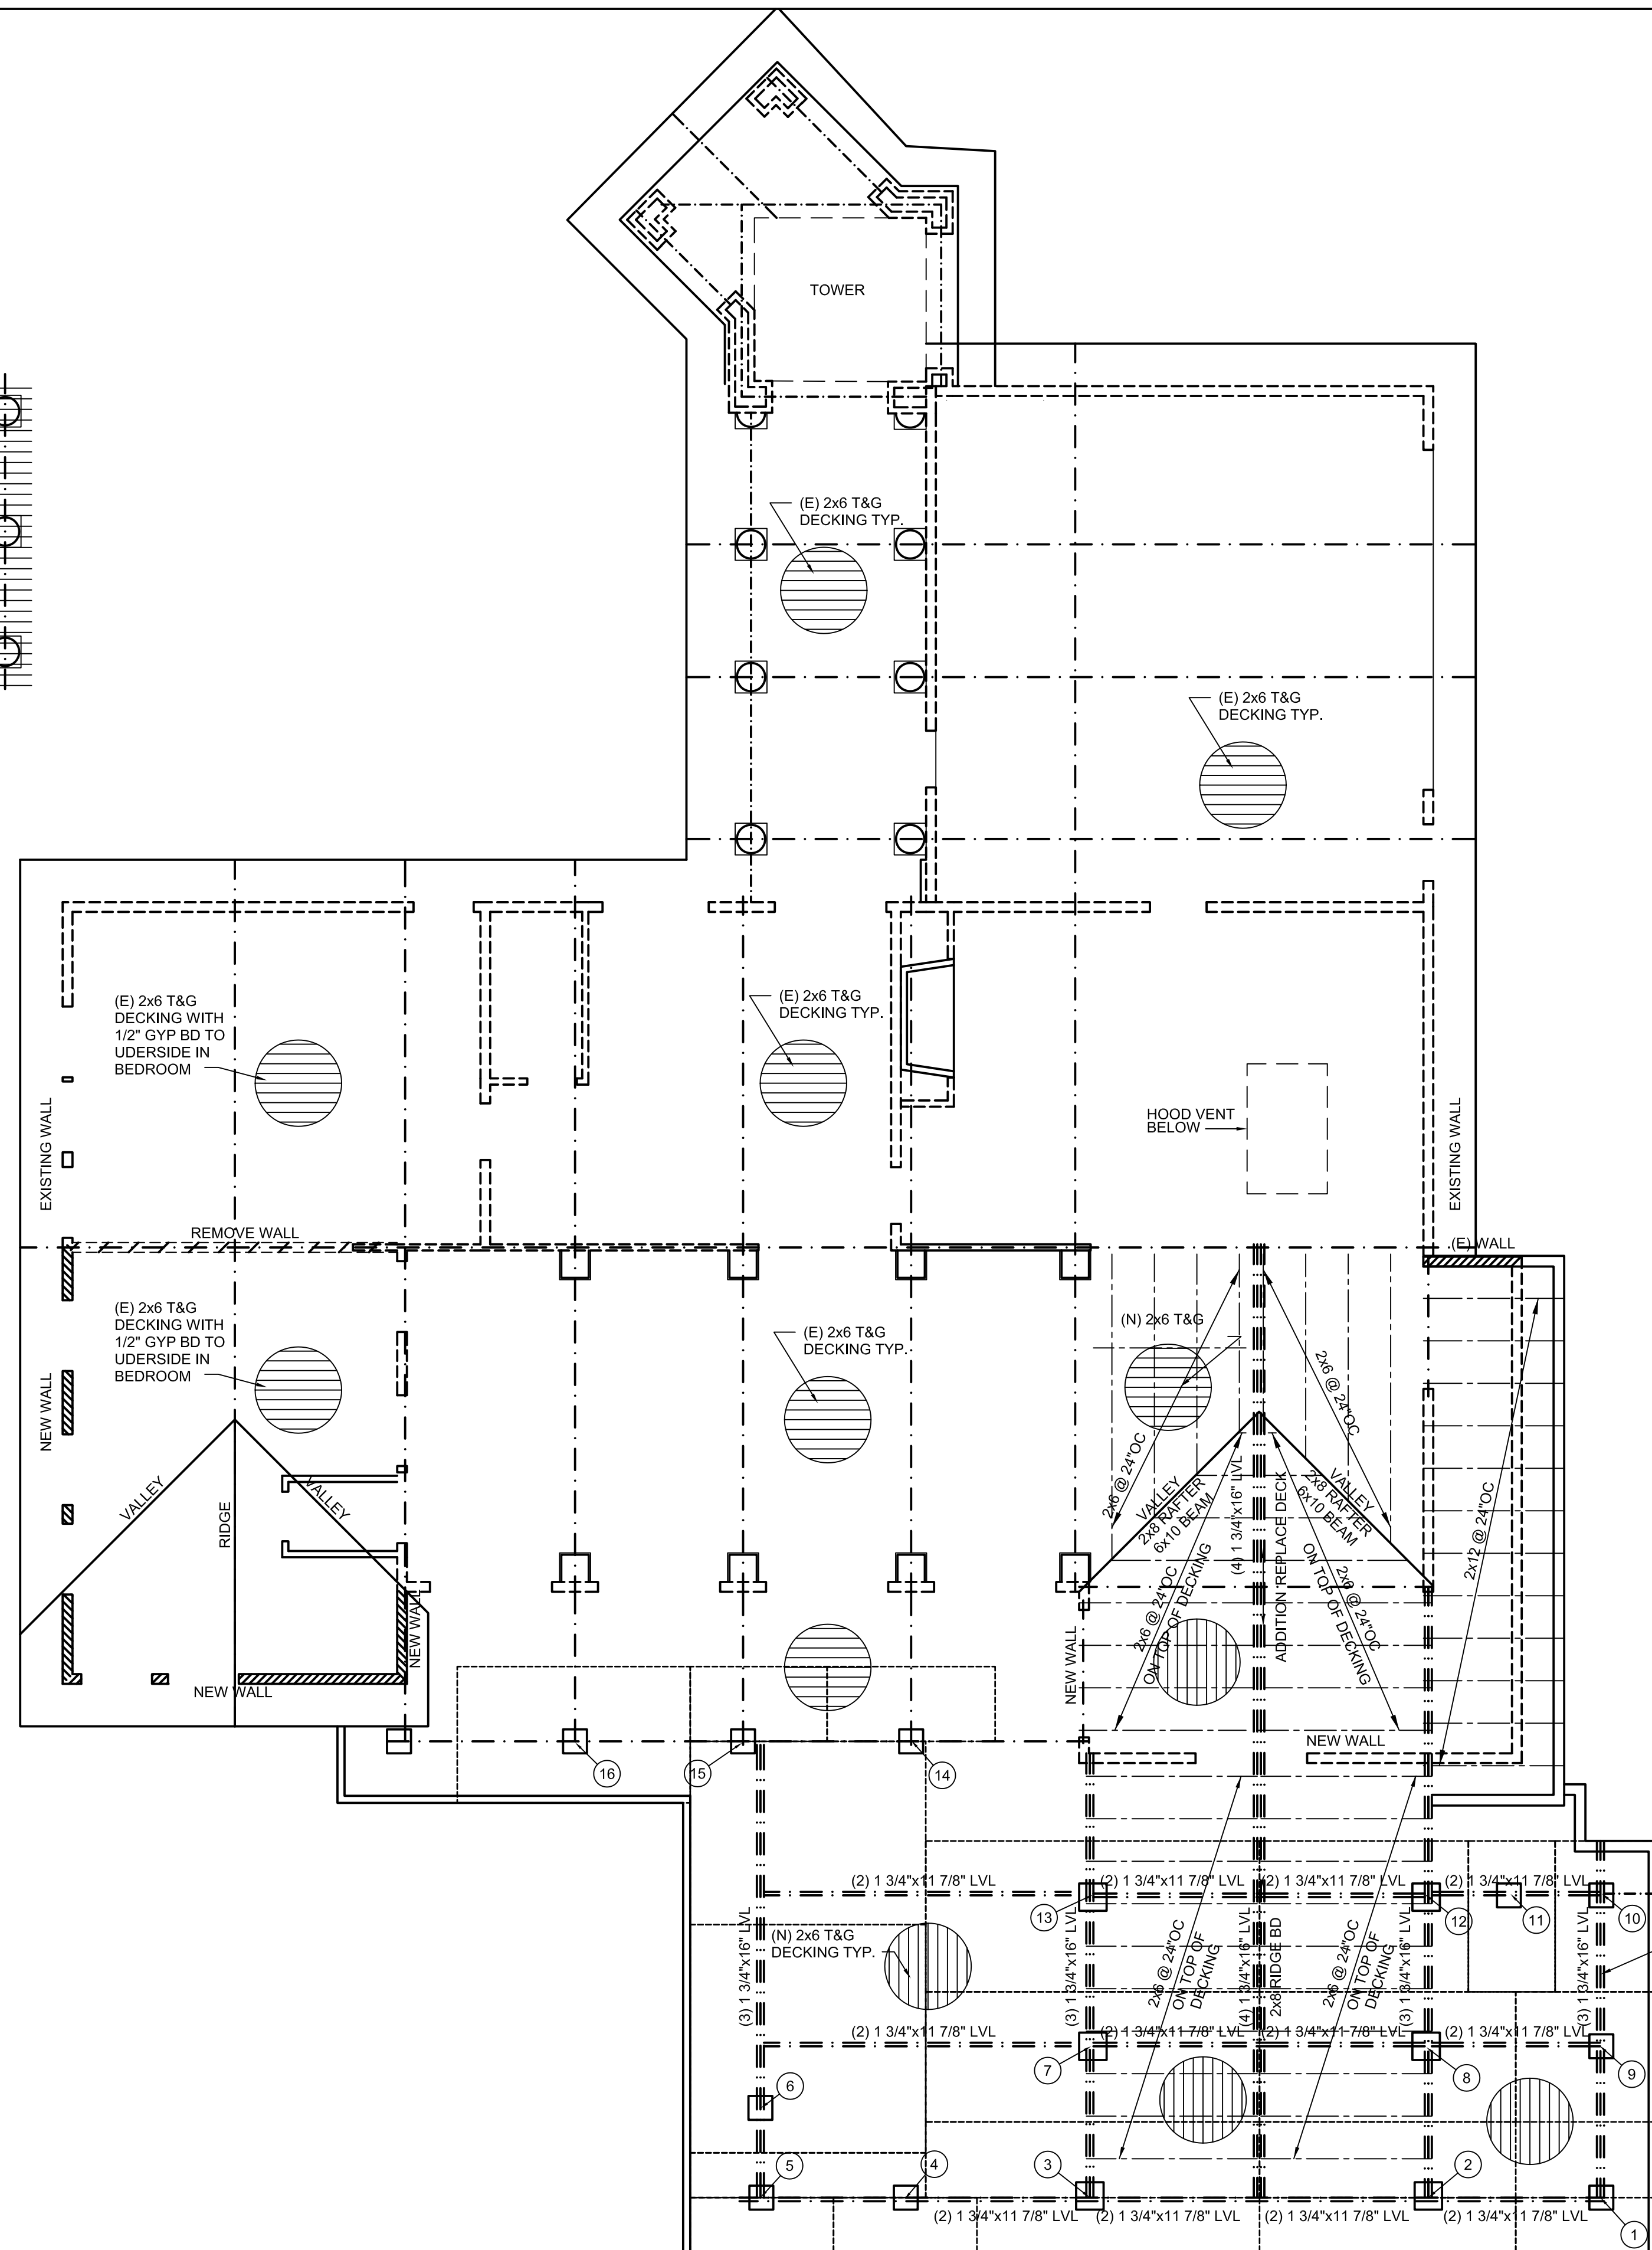 TOWER
(E) 2x6 T&G
DECKING TYP.
(E) 2x6 T&G
DECKING TYP.
(E) 2x6 T&G
DECKING WITH
1/2" GYP BD TO
UDERSIDE IN
BEDROOM
(E) 2x6 T&G
DECKING TYP.
EXISTING WALL
HOOD VENT
BELOW
EXISTING WALL
REMOVE WALL
(E) WALL
(E) 2x6 T&G
DECKING WITH
1/2" GYP BD TO
UDERSIDE IN
BEDROOM
(E) 2x6 T&G
DECKING TYP.
(N) 2x6 T&G
2x6 @ 24"OC
2x6 @ 24"OC
NEW WALL
VALLEY
RIDGE
VALLEY
VALLEY
2x8 RAFTER
6x10 BEAM
(4) 1 3/4"x16" LVL
ADDITION REPLACE DECK
VALLEY
2x8 RAFTER
6x10 BEAM
2x12 @ 24"OC
2x6 @ 24"OC
ON TOP OF DECKING
2x6 @ 24"OC
ON TOP OF DECKING
NEW WALL
NEW WALL
NEW WALL
NEW WALL
16
15
14
(2) 1 3/4"x11 7/8" LVL
(2) 1 3/4"x11 7/8" LVL
(2) 1 3/4"x11 7/8" LVL
(2) 1 3/4"x11 7/8" LVL
13
12
11
10
(N) 2x6 T&G
DECKING TYP.
(3) 1 3/4"x16" LVL
(3) 1 3/4"x16" LVL
2x6 @ 24"OC
ON TOP OF
DECKING
(4) 1 3/4"x16" LVL
2x8 RIDGE BD
2x6 @ 24"OC
ON TOP OF
DECKING
(3) 1 3/4"x16" LVL
(3) 1 3/4"x16" LVL
(2) 1 3/4"x11 7/8" LVL
(2) 1 3/4"x11 7/8" LVL
(2) 1 3/4"x11 7/8" LVL
(2) 1 3/4"x11 7/8" LVL
7
8
9
6
5
4
3
2
(2) 1 3/4"x11 7/8" LVL
(2) 1 3/4"x11 7/8" LVL
(2) 1 3/4"x11 7/8" LVL
(2) 1 3/4"x11 7/8" LVL
1